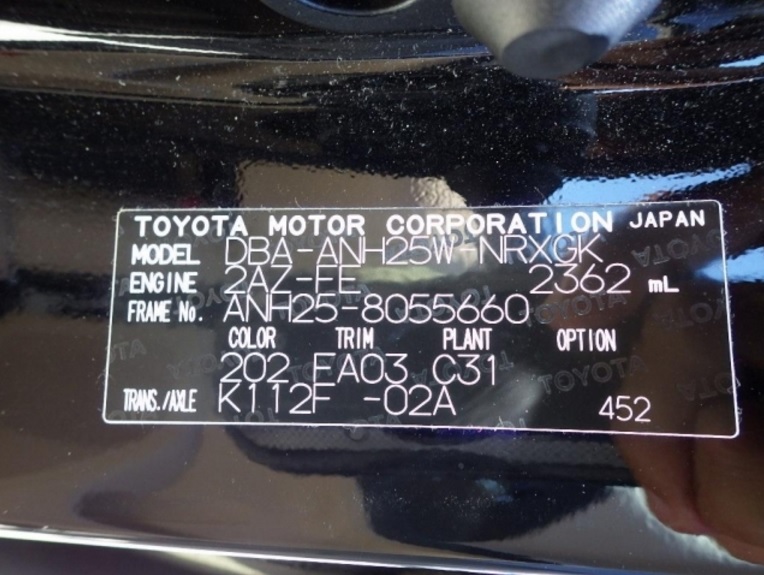 TOYOTA MOTOR CORPORATION JAPAN
MODEL DBA-ANH25W-NRXGK
ENGINE 2AZ-FE 2362 mL
FRAME No. ANH25-8055660
COLOR TRIM PLANT OPTION
202 FA03 C31
TRANS./AXLE K112F -02A 452